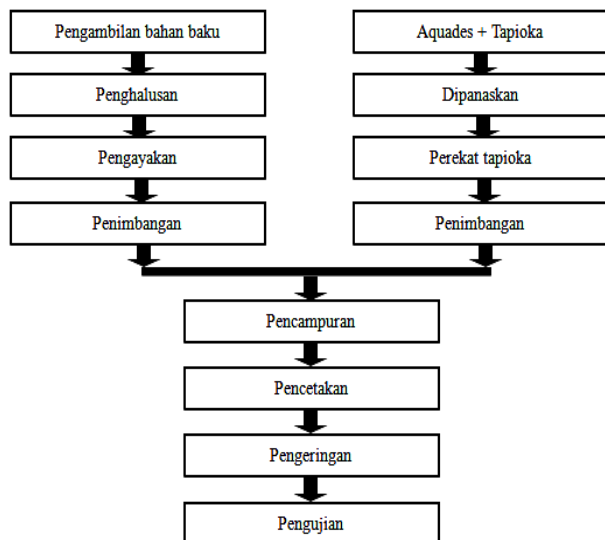 Pengambilan bahan baku
Penghalusan
Pengayakan
Penimbangan
Aquades + Tapioka
Dipanaskan
Perekat tapioka
Penimbangan
Pencampuran
Pencetakan
Pengeringan
Pengujian